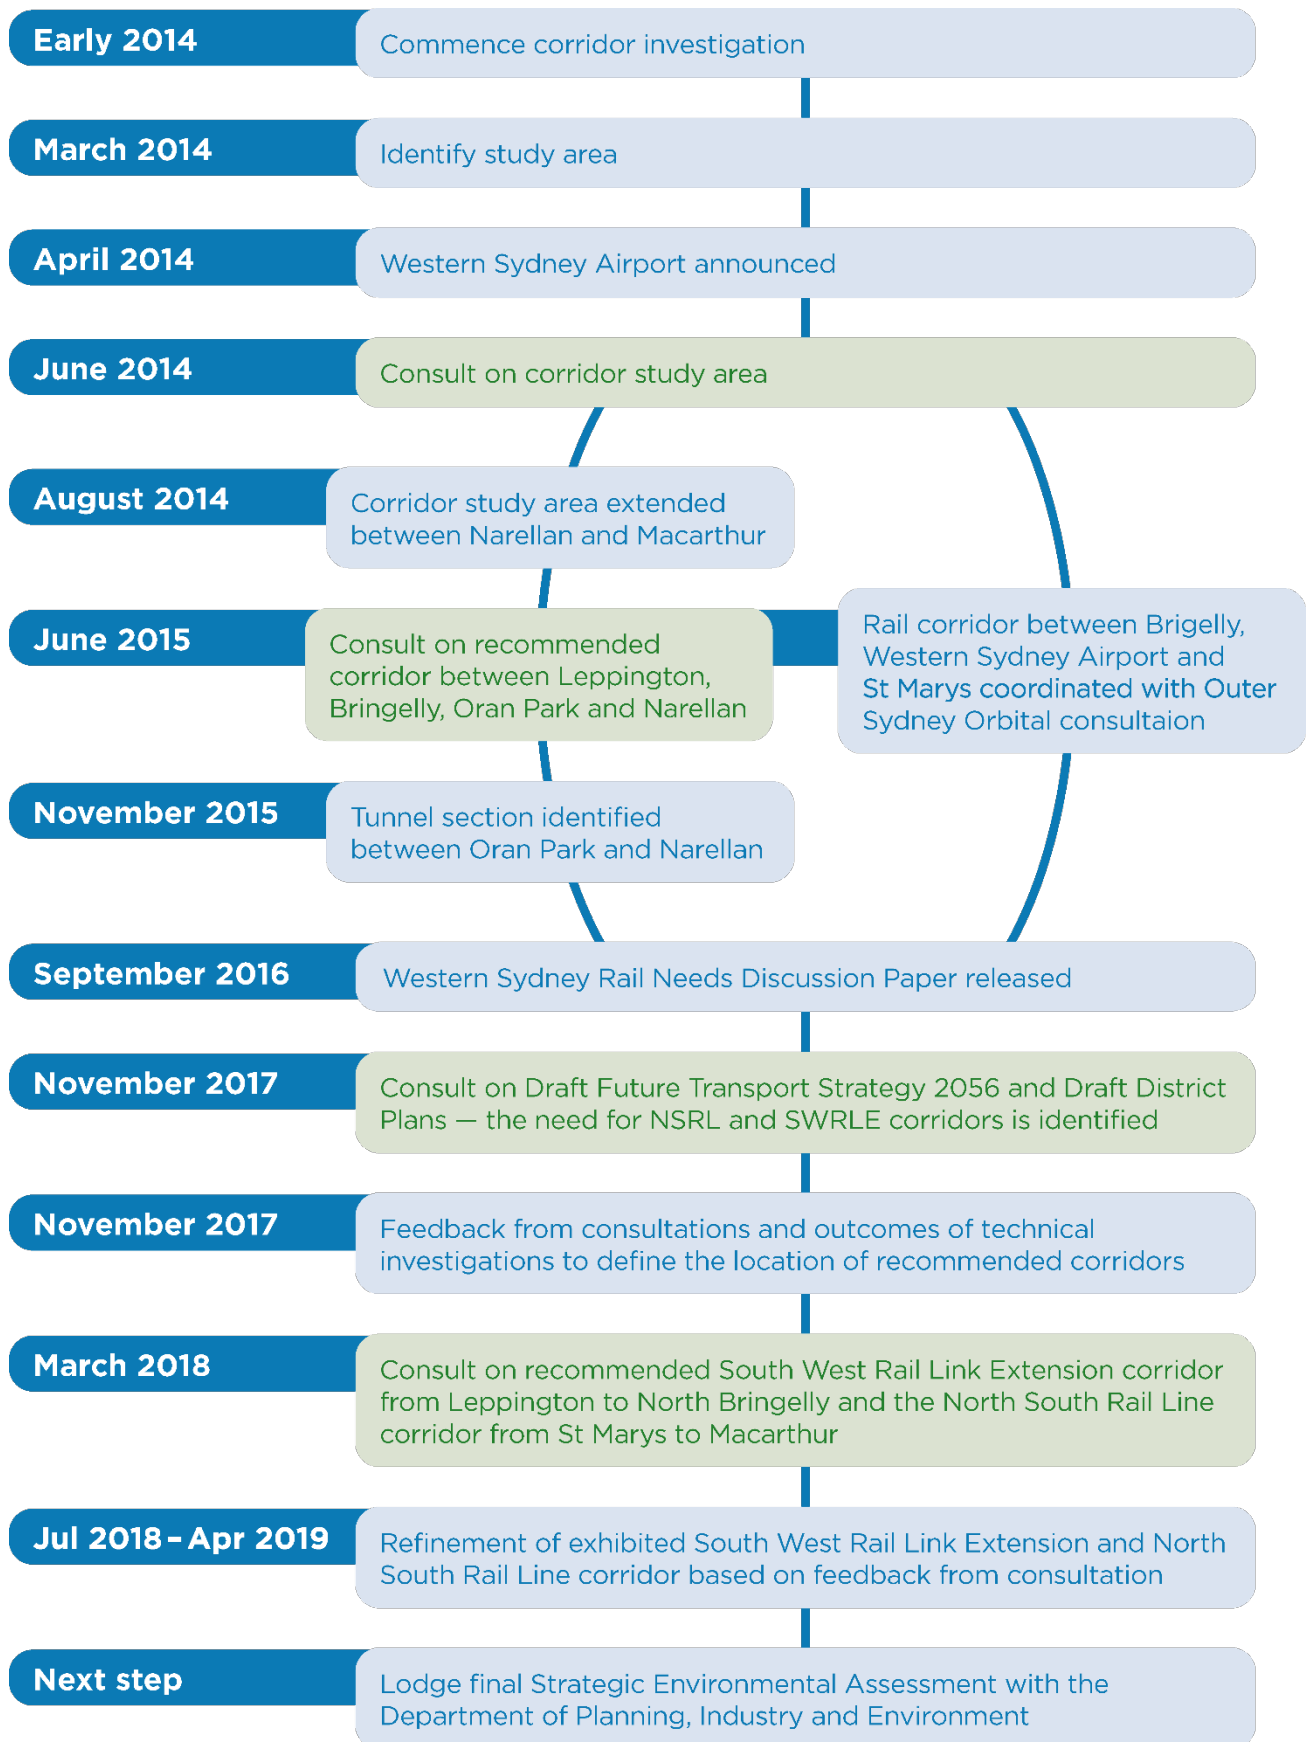 Early 2014
Commence corridor investigation
March 2014
Identify study area
April 2014
Western Sydney Airport announced
June 2014
Consult on corridor study area
August 2014
Corridor study area extended
between Narellan and Macarthur
June 2015
Consult on recommended
corridor between Leppington,
Bringelly, Oran Park and Narellan
Rail corridor between Brigelly,
Western Sydney Airport and
St Marys coordinated with Outer
Sydney Orbital consultaion
November 2015
Tunnel section identified
between Oran Park and Narellan
September 2016
Western Sydney Rail Needs Discussion Paper released
November 2017
Consult on Draft Future Transport Strategy 2056 and Draft District
Plans — the need for NSRL and SWRLE corridors is identified
November 2017
Feedback from consultations and outcomes of technical
investigations to define the location of recommended corridors
March 2018
Consult on recommended South West Rail Link Extension corridor
from Leppington to North Bringelly and the North South Rail Line
corridor from St Marys to Macarthur
Jul 2018 – Apr 2019
Refinement of exhibited South West Rail Link Extension and North
South Rail Line corridor based on feedback from consultation
Next step
Lodge final Strategic Environmental Assessment with the
Department of Planning, Industry and Environment